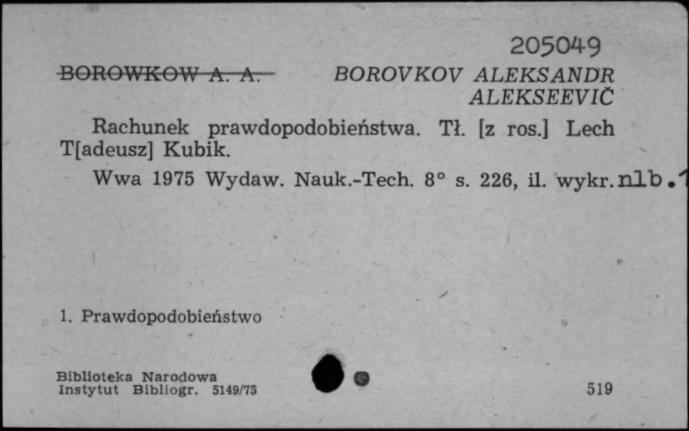 205049
BOROWKOW A. A. BOROVKOV ALEKSANDR
ALEKSEEVIČ
Rachunek prawdopodobieństwa. Tł. [z ros.] Lech
T[adeusz] Kubik.
Wwa 1975 Wydaw. Nauk.-Tech. 8° s. 226, il. wykr. nlb.
1. Prawdopodobieństwo
Biblioteka Narodowa
Instytut Bibliogr. 5149/75 519